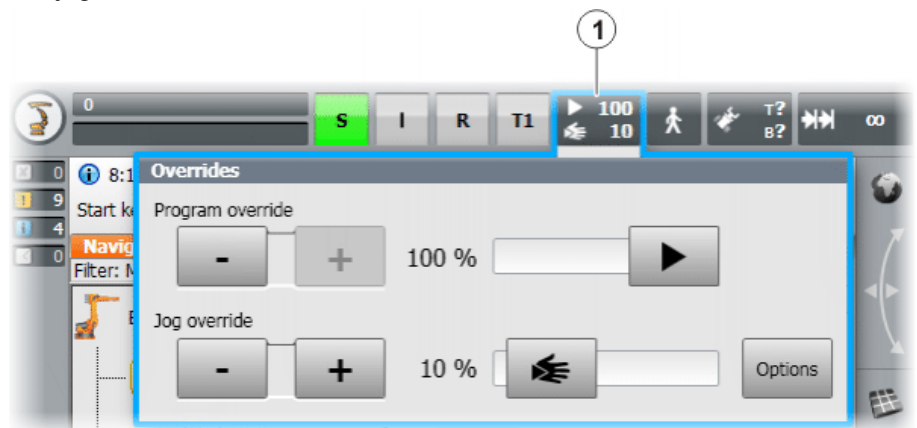 1
0
S I R T1 100 10 T? B? ∞
0
9
4
0
8:1
Start k
Navig
Filter: M
Overrides
Program override
- + 100 %
Jog override
- + 10 % Options